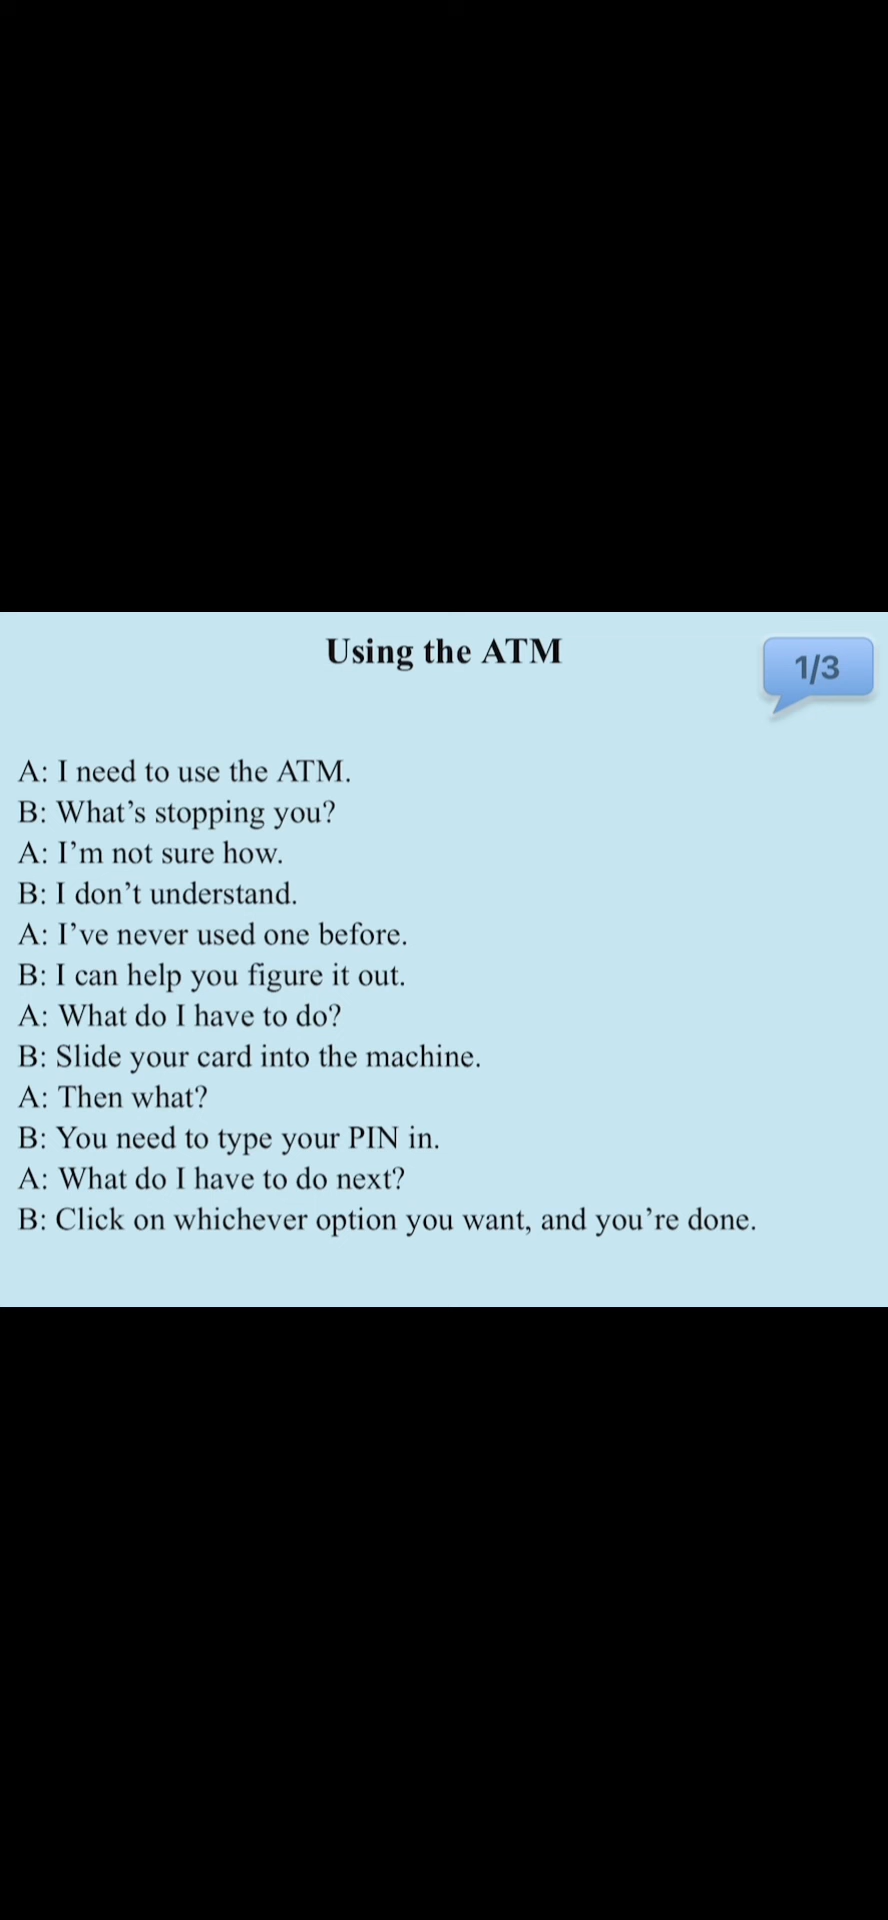 Using the ATM
1/3
A: I need to use the ATM.
B: What’s stopping you?
A: I’m not sure how.
B: I don’t understand.
A: I’ve never used one before.
B: I can help you figure it out.
A: What do I have to do?
B: Slide your card into the machine.
A: Then what?
B: You need to type your PIN in.
A: What do I have to do next?
B: Click on whichever option you want, and you’re done.